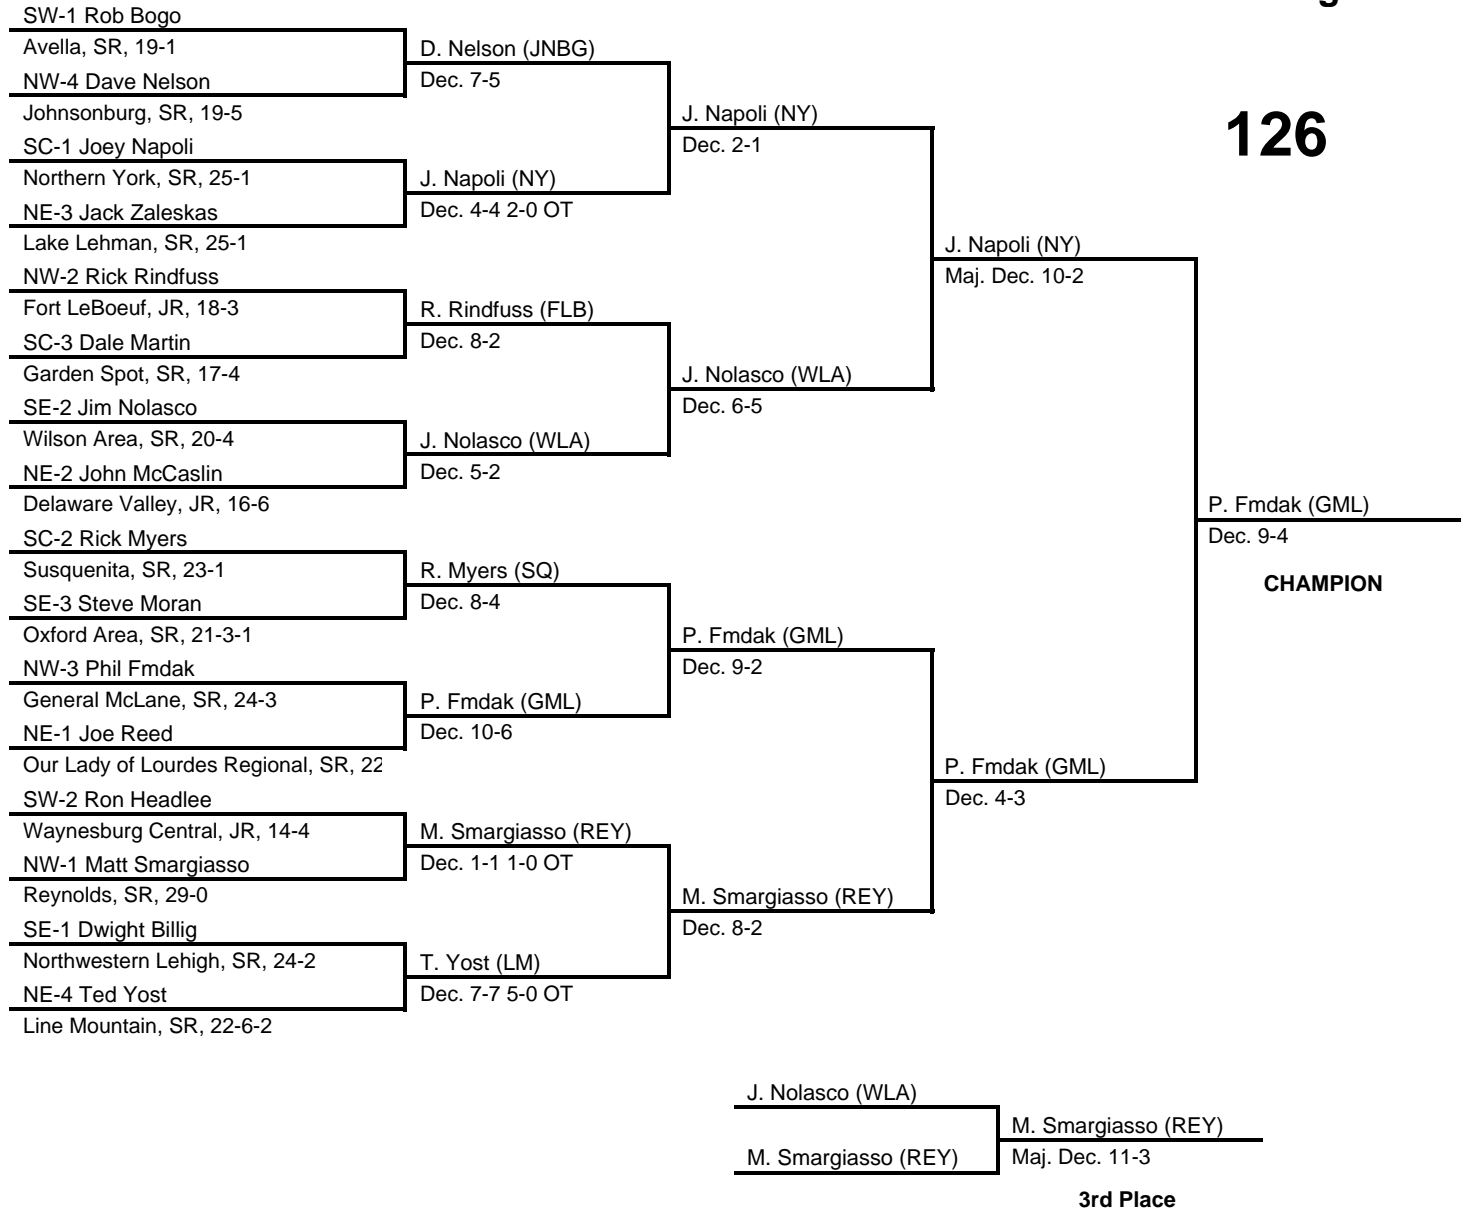 SW-1 Rob Bogo
Avella, SR, 19-1
NW-4 Dave Nelson
Johnsonburg, SR, 19-5
SC-1 Joey Napoli
Northern York, SR, 25-1
NE-3 Jack Zaleskas
Lake Lehman, SR, 25-1
NW-2 Rick Rindfuss
Fort LeBoeuf, JR, 18-3
SC-3 Dale Martin
Garden Spot, SR, 17-4
SE-2 Jim Nolasco
Wilson Area, SR, 20-4
NE-2 John McCaslin
Delaware Valley, JR, 16-6
SC-2 Rick Myers
Susquenita, SR, 23-1
SE-3 Steve Moran
Oxford Area, SR, 21-3-1
NW-3 Phil Fmdak
General McLane, SR, 24-3
NE-1 Joe Reed
Our Lady of Lourdes Regional, SR, 22
SW-2 Ron Headlee
Waynesburg Central, JR, 14-4
NW-1 Matt Smargiasso
Reynolds, SR, 29-0
SE-1 Dwight Billig
Northwestern Lehigh, SR, 24-2
NE-4 Ted Yost
Line Mountain, SR, 22-6-2
D. Nelson (JNBG)
Dec. 7-5
J. Napoli (NY)
Dec. 4-4 2-0 OT
R. Rindfuss (FLB)
Dec. 8-2
J. Nolasco (WLA)
Dec. 5-2
R. Myers (SQ)
Dec. 8-4
P. Fmdak (GML)
Dec. 10-6
M. Smargiasso (REY)
Dec. 1-1 1-0 OT
T. Yost (LM)
Dec. 7-7 5-0 OT
J. Napoli (NY)
Dec. 2-1
J. Nolasco (WLA)
Dec. 6-5
P. Fmdak (GML)
Dec. 9-2
M. Smargiasso (REY)
Dec. 8-2
J. Napoli (NY)
Maj. Dec. 10-2
P. Fmdak (GML)
Dec. 4-3
126
P. Fmdak (GML)
Dec. 9-4
CHAMPION
J. Nolasco (WLA)
M. Smargiasso (REY)
M. Smargiasso (REY)
Maj. Dec. 11-3
3rd Place